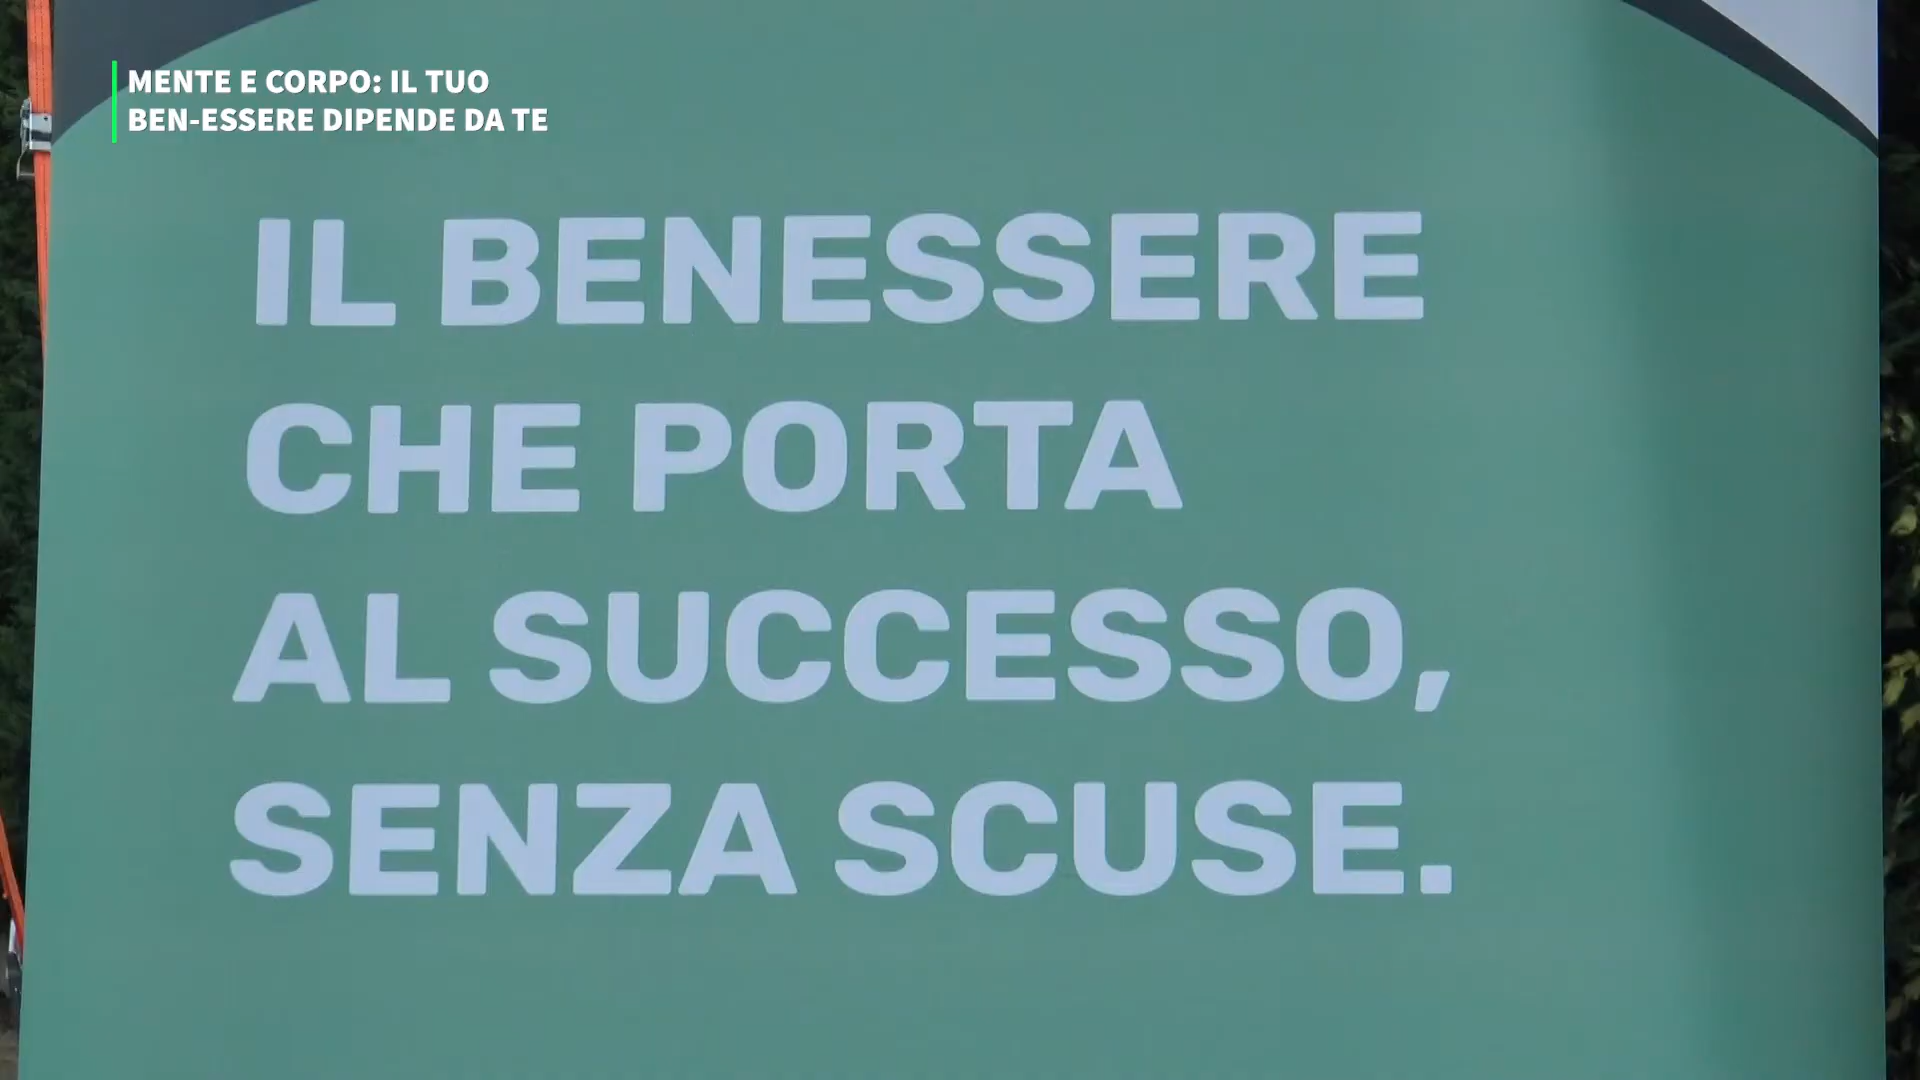 MENTE E CORPO: IL TUO
BEN-ESSERE DIPENDE DA TE
IL BENESSERE
CHE PORTA
AL SUCCESSO,
SENZA SCUSE.